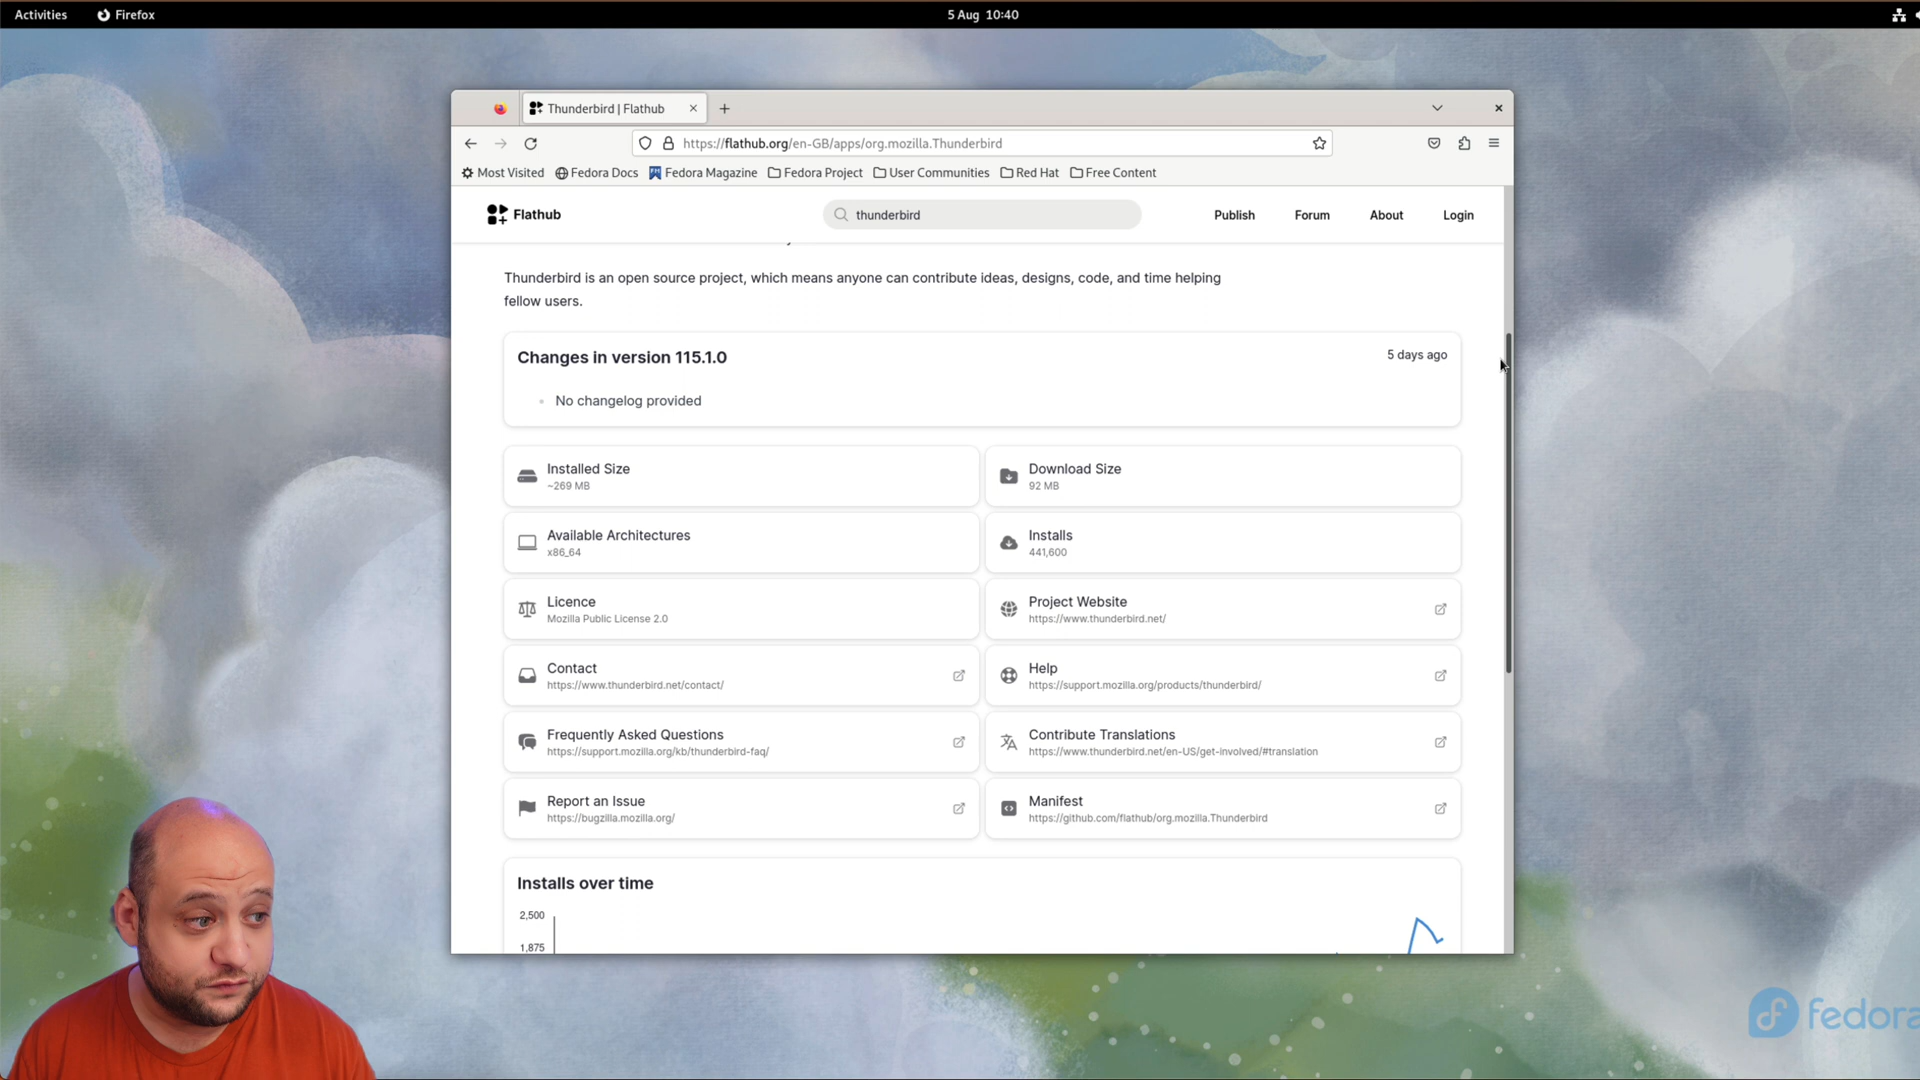 Activities
Firefox
5 Aug 10:40
Thunderbird | Flathub
https://flathub.org/en-GB/apps/org.mozilla.Thunderbird
Most Visited
Fedora Docs
Fedora Magazine
Fedora Project
User Communities
Red Hat
Free Content
Flathub
thunderbird
Publish
Forum
About
Login
Thunderbird is an open source project, which means anyone can contribute ideas, designs, code, and time helping
fellow users.
Changes in version 115.1.0
5 days ago
No changelog provided
Installed Size
~269 MB
Download Size
92 MB
Available Architectures
x86_64
Installs
441,600
Licence
Mozilla Public License 2.0
Project Website
https://www.thunderbird.net/
Contact
https://www.thunderbird.net/contact/
Help
https://support.mozilla.org/products/thunderbird/
Frequently Asked Questions
https://support.mozilla.org/kb/thunderbird-faq/
Contribute Translations
https://www.thunderbird.net/en-US/get-involved/#translation
Report an Issue
https://bugzilla.mozilla.org/
Manifest
https://github.com/flathub/org.mozilla.Thunderbird
Installs over time
2,500
1,875
fedora